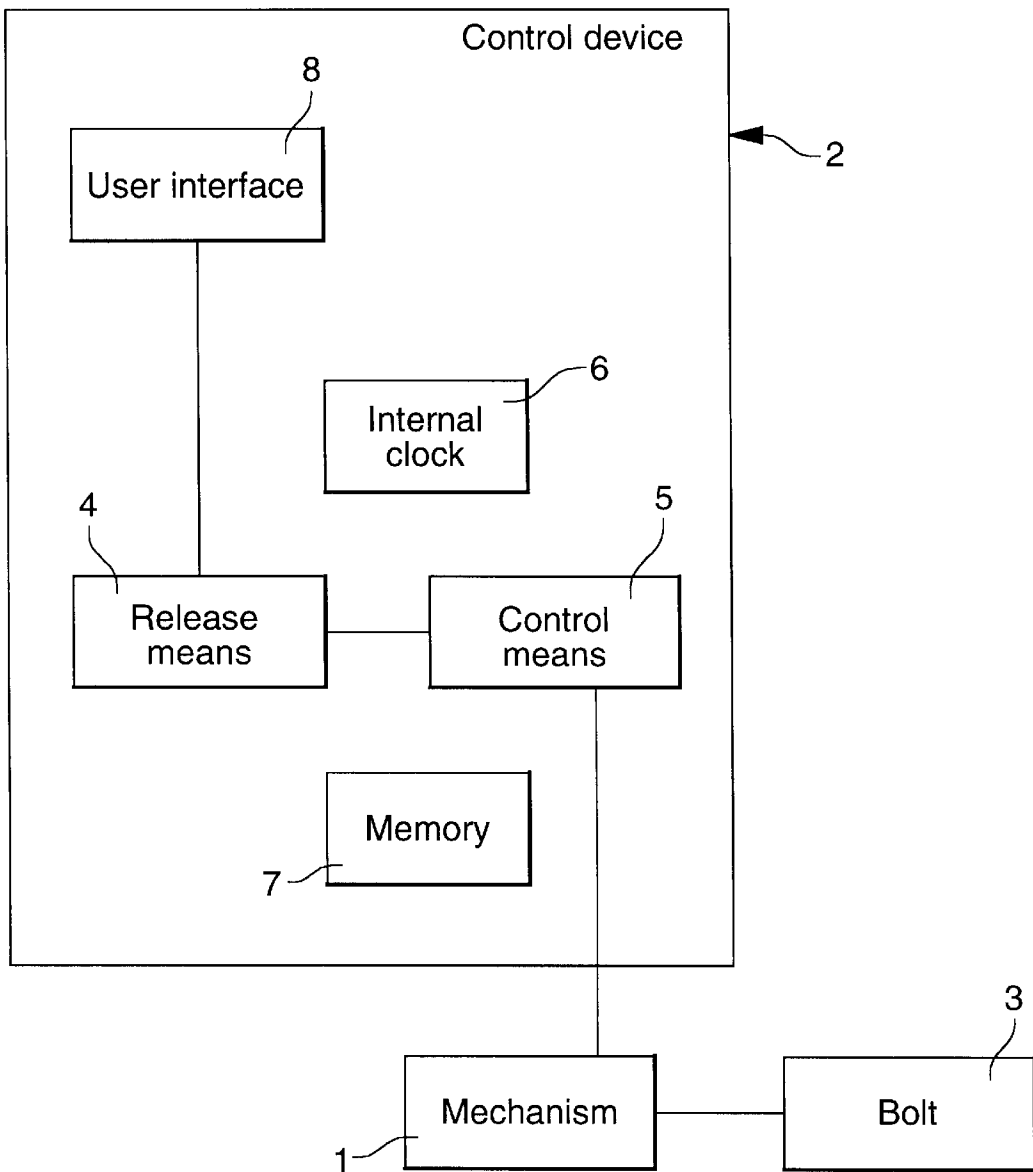 Control device
8
User interface
2
6
Internal
clock
4
5
Release
means
Control
means
Memory
7
3
Mechanism
Bolt
1